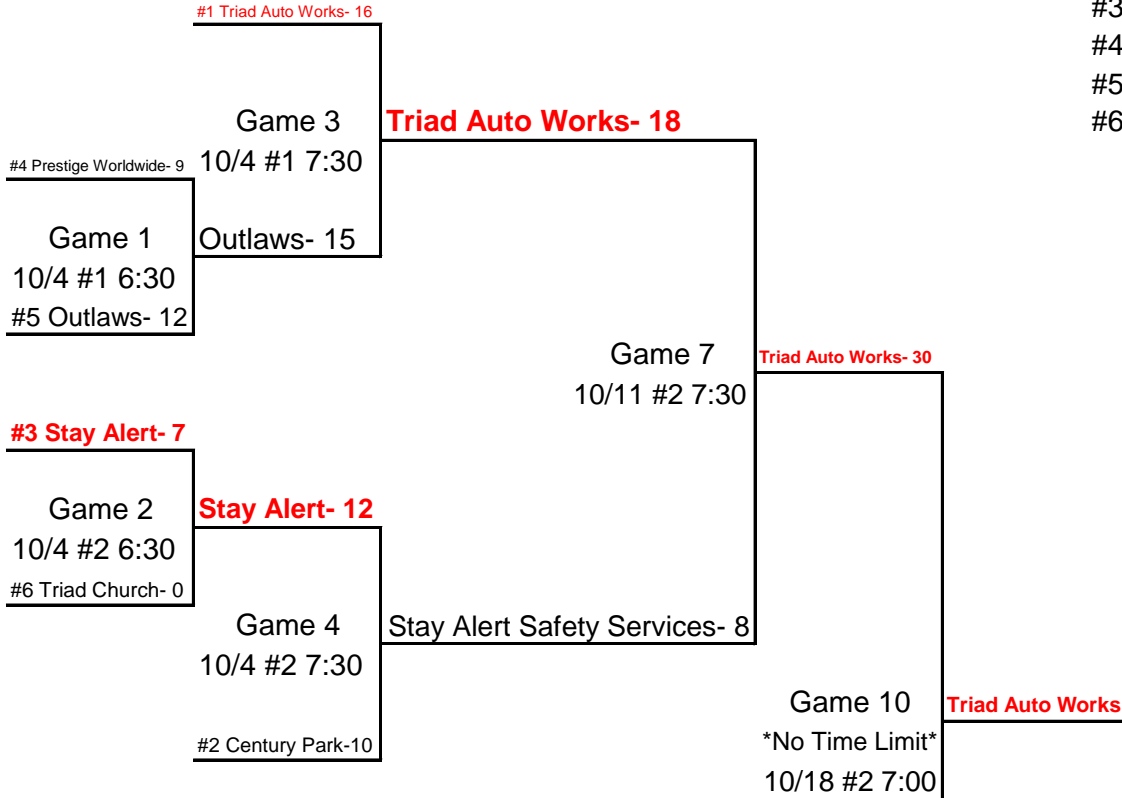 #1 Triad Auto Works- 16
#3
#4
#5
#6
Game 3
10/4 #1 7:30
Triad Auto Works- 18
#4 Prestige Worldwide- 9
Game 1
10/4 #1 6:30
#5 Outlaws- 12
Outlaws- 15
Game 7
10/11 #2 7:30
Triad Auto Works- 30
#3 Stay Alert- 7
Game 2
10/4 #2 6:30
#6 Triad Church- 0
Stay Alert- 12
Game 4
10/4 #2 7:30
Stay Alert Safety Services- 8
#2 Century Park-10
Game 10
*No Time Limit*
10/18 #2 7:00
Triad Auto Works